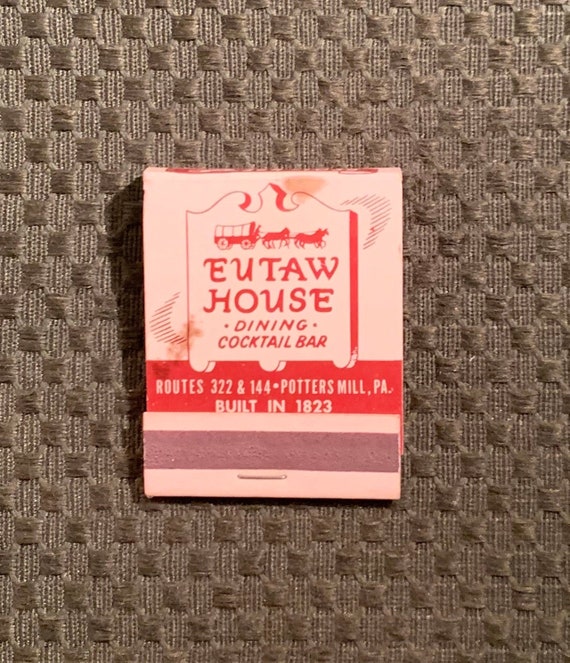 EUTAW
HOUSE
• DINING •
COCKTAIL BAR
ROUTES 322 & 144 • POTTERS MILL, PA.
BUILT IN 1823